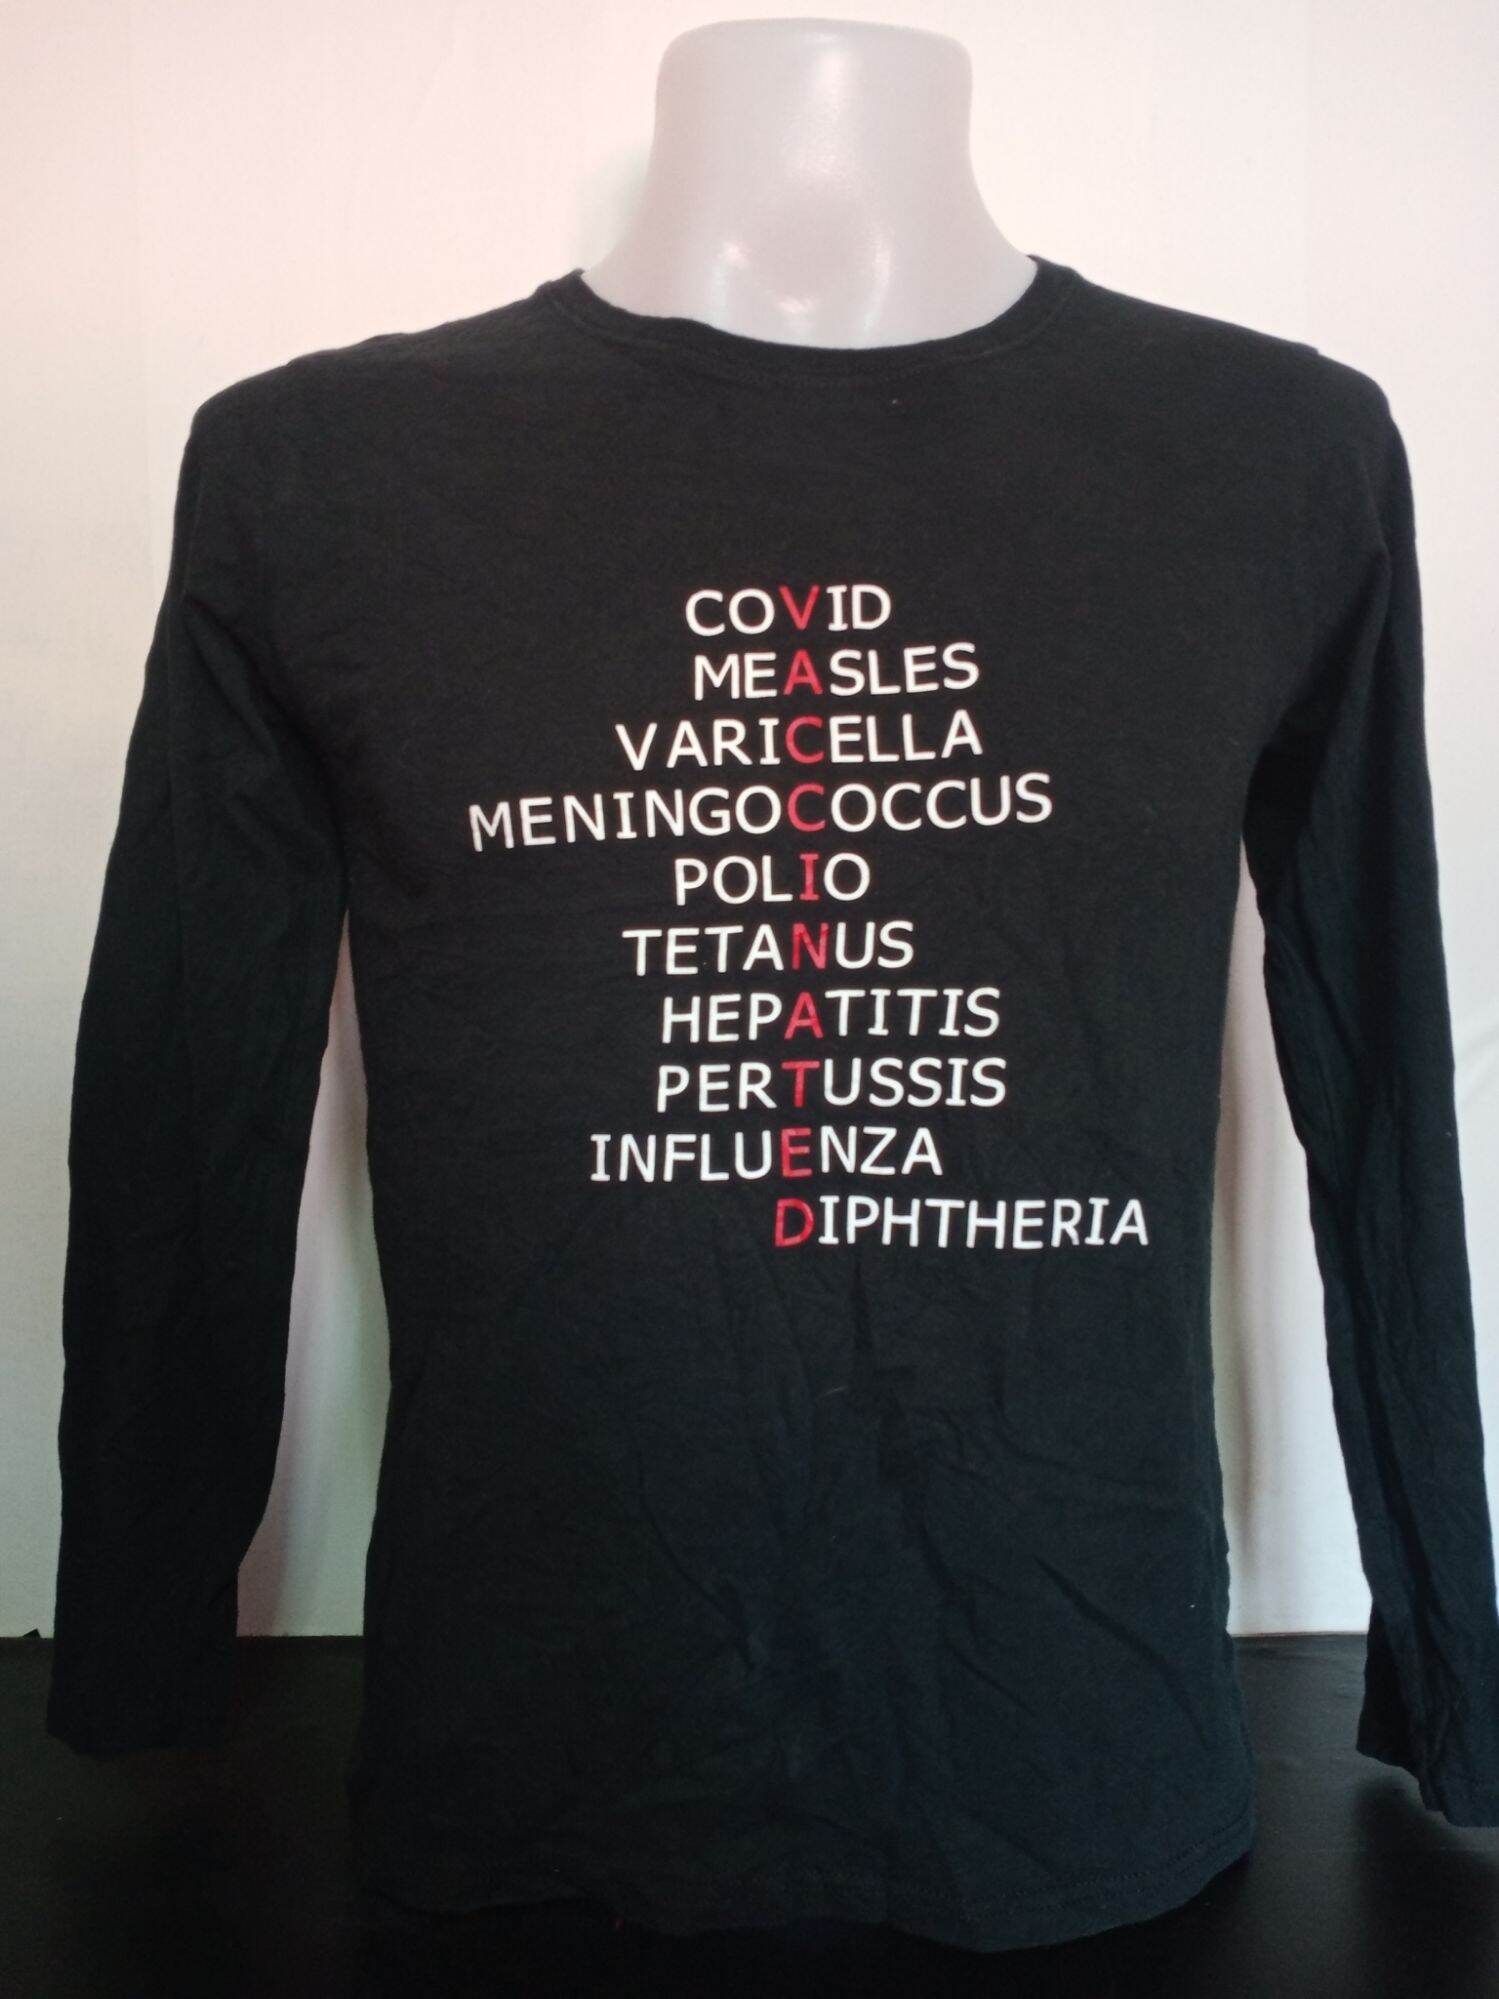 COVID
MEASLES
VARICELLA
MENINGOCOCCUS
POLIO
TETANUS
HEPATITIS
PERTUSSIS
INFLUENZA
DIPHTHERIA